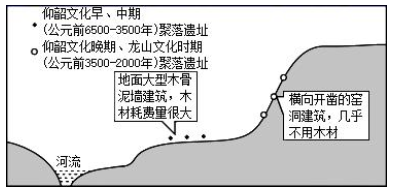 仰韶文化早、中期
(公元前6500-3500年)聚落遗址
仰韶文化晚期、龙山文化时期
(公元前3500-2000年)聚落遗址
地面大型木骨
泥墙建筑，木
材耗费量很大
横向开凿的窑
洞建筑，几乎
不用木材
河流